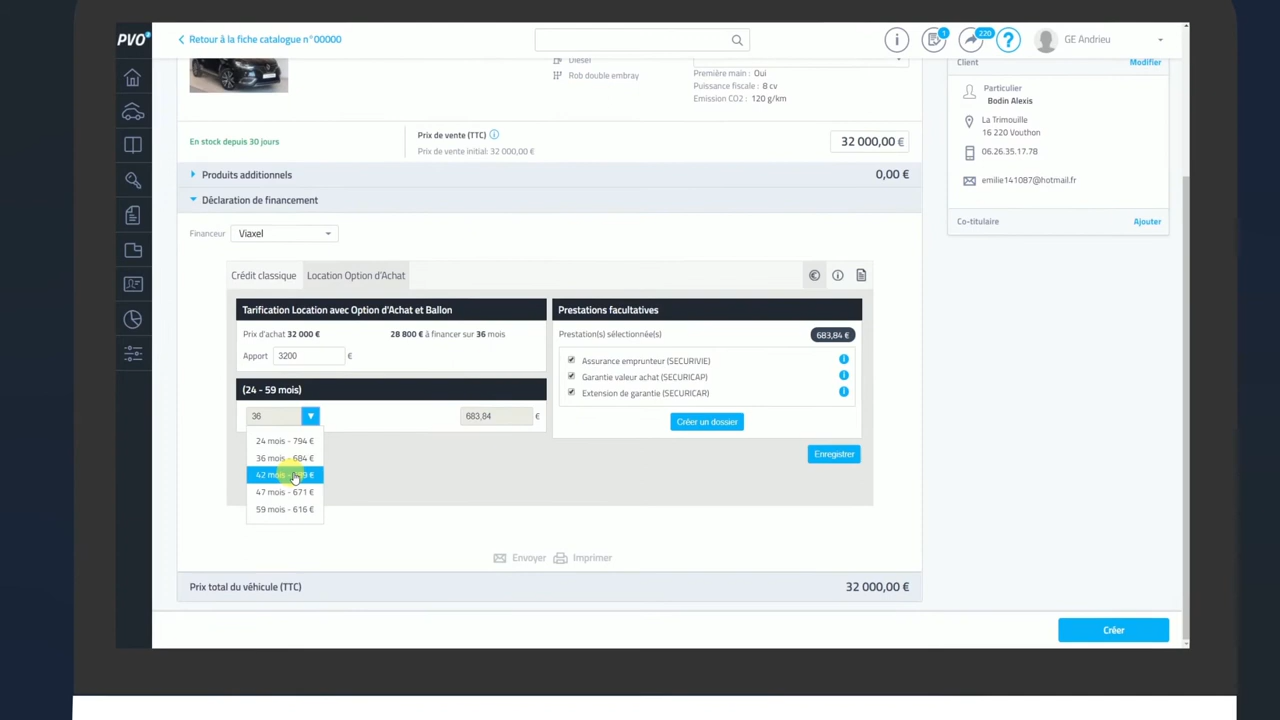 PVO²
Retour à la fiche catalogue n°00000
1
220
GE Andrieu
Diesel
Rob double embray
Première main : Oui
Puissance fiscale : 8 cv
Emission CO2 : 120 g/km
Client
Modifier
Particulier
Bodin Alexis
La Trimouille
16 220 Vouthon
06.26.35.17.78
emilie141087@hotmail.fr
Co-titulaire
Ajouter
En stock depuis 30 jours
Prix de vente (TTC)
Prix de vente initial: 32 000,00 €
32 000,00 €
Produits additionnels
0,00 €
Déclaration de financement
Financeur
Viaxel
Crédit classique
Location Option d'Achat
Tarification Location avec Option d'Achat et Ballon
Prix d'achat 32 000 €
28 800 € à financer sur 36 mois
Apport
3200
€
(24 - 59 mois)
36
683,84
€
24 mois - 794 €
36 mois - 684 €
42 mois -
€
47 mois - 671 €
59 mois - 616 €
Prestations facultatives
Prestation(s) sélectionnée(s)
683,84 €
Assurance emprunteur (SECURIVIE)
Garantie valeur achat (SECURICAP)
Extension de garantie (SECURICAR)
Créer un dossier
Enregistrer
Envoyer
Imprimer
Prix total du véhicule (TTC)
32 000,00 €
Créer